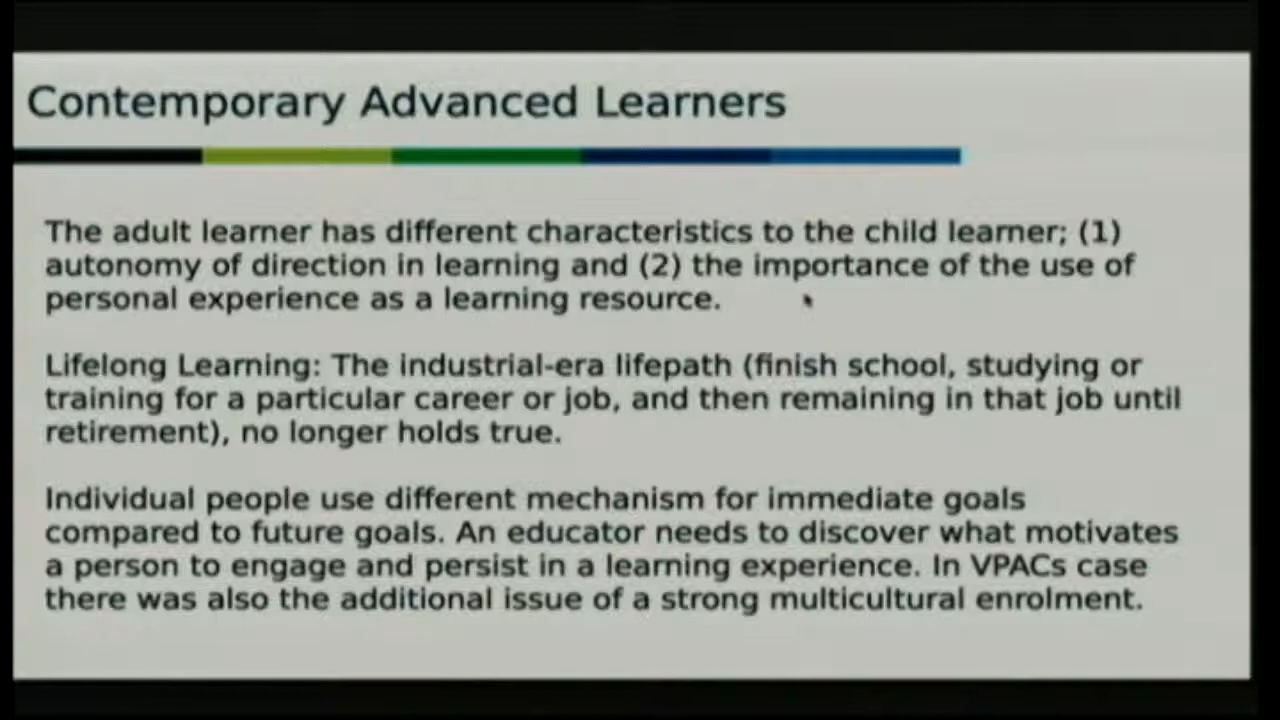 Contemporary Advanced Learners
The adult learner has different characteristics to the child learner; (1)
autonomy of direction in learning and (2) the importance of the use of
personal experience as a learning resource.
Lifelong Learning: The industrial-era lifepath (finish school, studying or
training for a particular career or job, and then remaining in that job until
retirement), no longer holds true.
Individual people use different mechanism for immediate goals
compared to future goals. An educator needs to discover what motivates
a person to engage and persist in a learning experience. In VPACs case
there was also the additional issue of a strong multicultural enrolment.